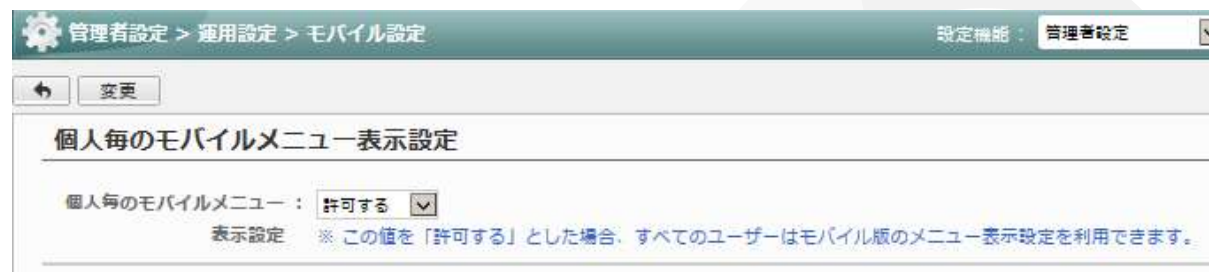 管理者設定 > 運用設定 > モバイル設定 設定機能： 管理者設定
変更
個人毎のモバイルメニュー表示設定
個人毎のモバイルメニュー： 許可する
表示設定 ※ この値を「許可する」とした場合、すべてのユーザーはモバイル版のメニュー表示設定を利用できます。